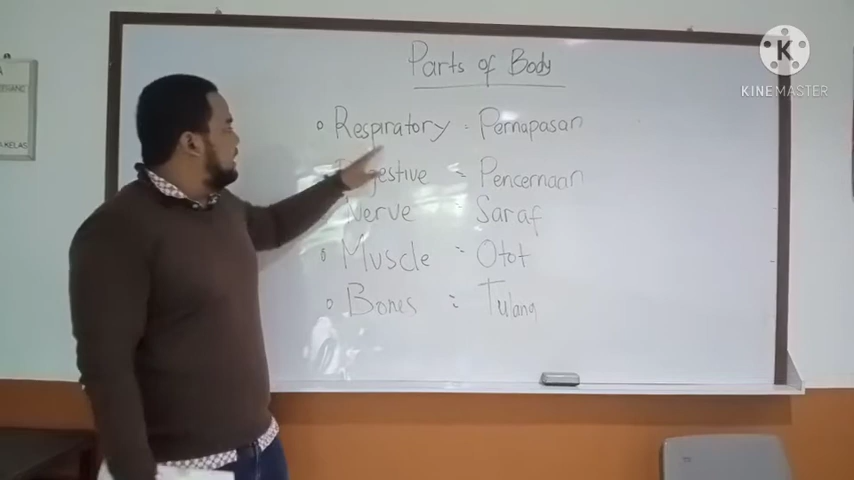 Parts of Body
Respiratory = Pernapasan
Digestive = Pencernaan
Nerve = Saraf
Muscle = Otot
Bones = Tulang
K
KINEMASTER